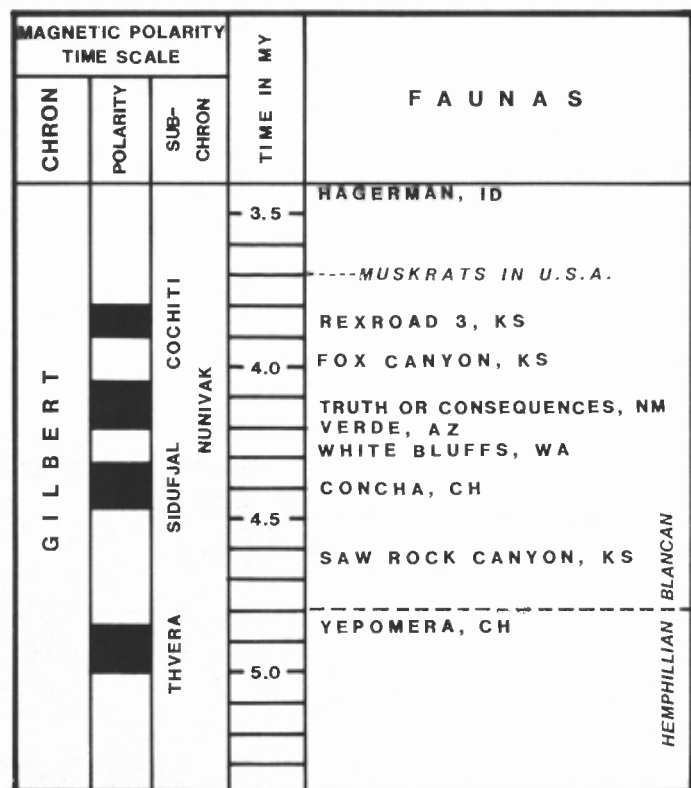 MAGNETIC POLARITY
TIME SCALE
CHRON
POLARITY
SUB-
CHRON
TIME IN MY
FAUNAS
GILBERT
COCHITI
NUNIVAK
SIDUFJAL
THVERA
3.5
4.0
4.5
5.0
HAGERMAN, ID
MUSKRATS IN U.S.A.
REXROAD 3, KS
FOX CANYON, KS
TRUTH OR CONSEQUENCES, NM
VERDE, AZ
WHITE BLUFFS, WA
CONCHA, CH
SAW ROCK CANYON, KS
YEPOMERA, CH
BLANCAN
HEMPHILLIAN